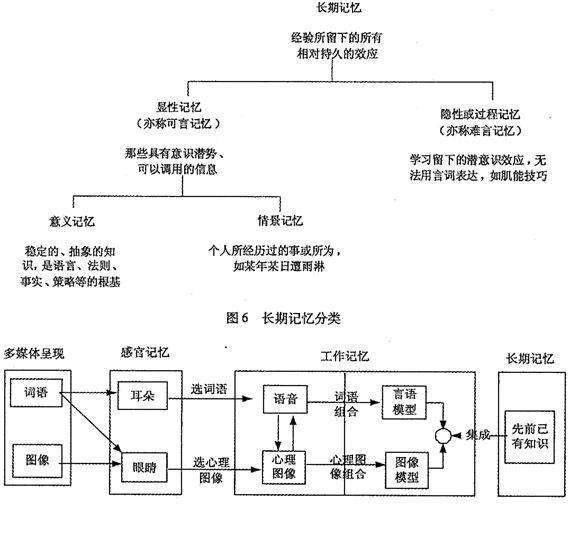 长期记忆
经验所留下的所有
相对持久的效应
显性记忆
（亦称可言记忆）
那些具有意识潜势、
可以调用的信息
隐性或过程记忆
（亦称难言记忆）
学习留下的潜意识效应，无
法用言词表达，如肌能技巧
意义记忆
稳定的、抽象的知
识，是语言、法则、
事实、策略等的根基
情景记忆
个人所经历过的事或所为，
如某年某日遭雨淋
图6 长期记忆分类
多媒体呈现
感官记忆
工作记忆
长期记忆
词语
耳朵
选词语
语音
词语
组合
言语
模型
集成
先前已
有知识
图像
眼睛
选心理
图像
心理
图像
心理图
像组合
图像
模型